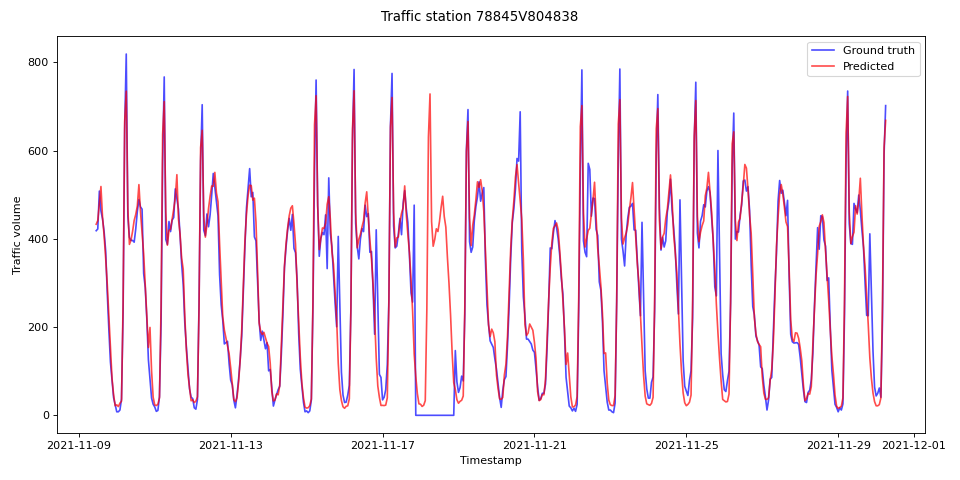 Traffic station 78845V804838
Ground truth
Predicted
Traffic volume
800
600
400
200
0
2021-11-09
2021-11-13
2021-11-17
2021-11-21
2021-11-25
2021-11-29
2021-12-01
Timestamp